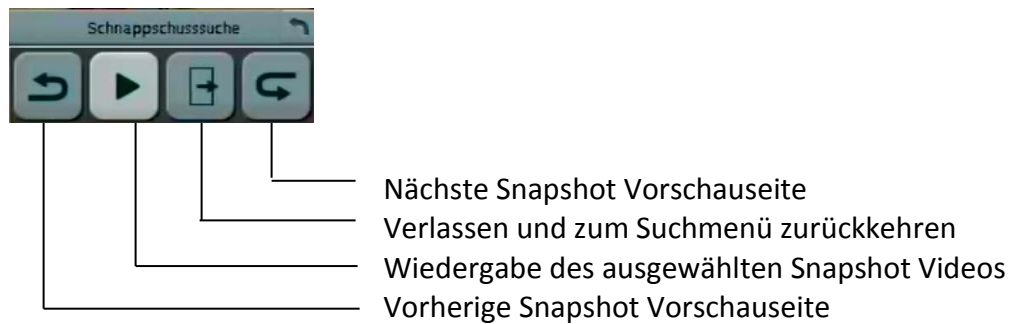 Schnappschusssuche
Nächste Snapshot Vorschauseite
Verlassen und zum Suchmenü zurückkehren
Wiedergabe des ausgewählten Snapshot Videos
Vorherige Snapshot Vorschauseite